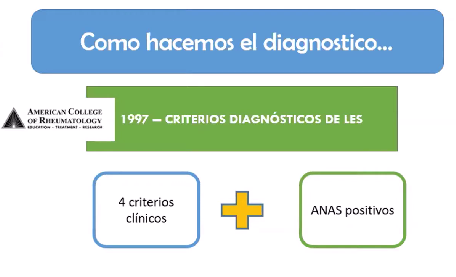 Como hacemos el diagnostico...
AMERICAN COLLEGE
OF RHEUMATOLOGY
EDUCATION • TREATMENT • RESEARCH
1997 – CRITERIOS DIAGNÓSTICOS DE LES
4 criterios
clínicos
ANAS positivos